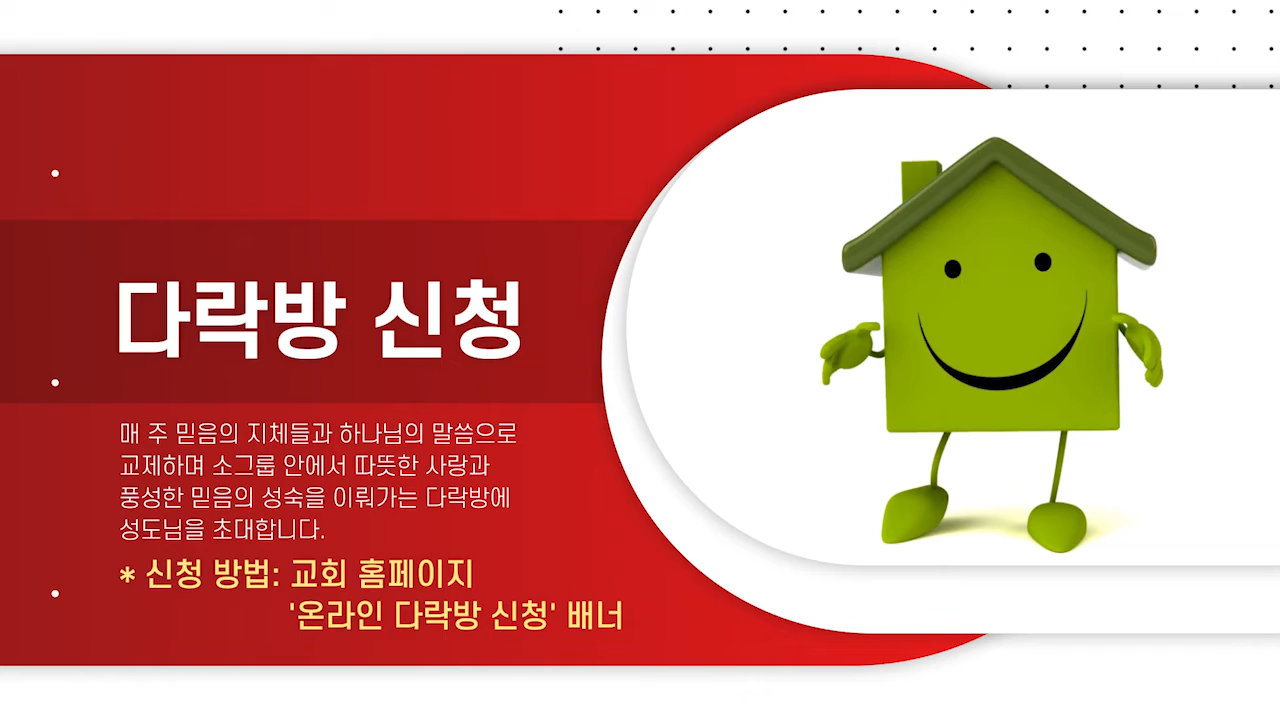 다락방 신청
매 주 믿음의 지체들과 하나님의 말씀으로
교제하며 소그룹 안에서 따뜻한 사랑과
풍성한 믿음의 성숙을 이뤄가는 다락방에
성도님을 초대합니다.
* 신청 방법: 교회 홈페이지
'온라인 다락방 신청' 배너